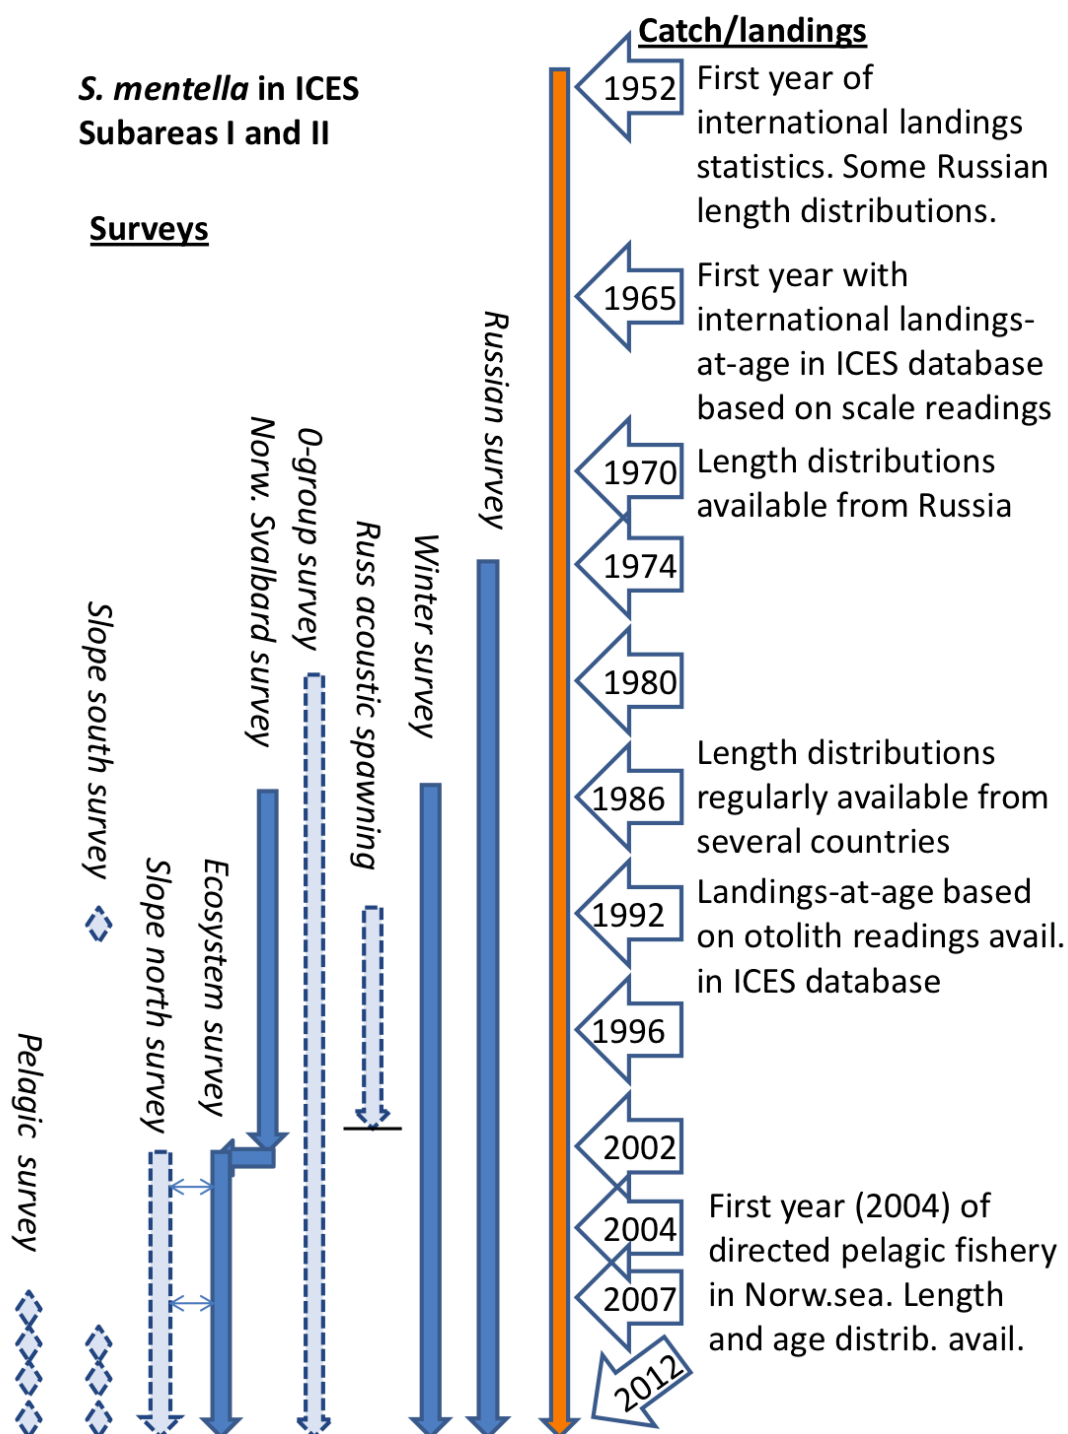 S. mentella in ICES
Subareas I and II
Surveys
Pelagic survey
Slope south survey
Slope north survey
Ecosystem survey
Norw. Svalbard survey
0-group survey
Russ acoustic spawning
Winter survey
Russian survey
Catch/landings
1952
First year of
international landings
statistics. Some Russian
length distributions.
1965
First year with
international landings-
at-age in ICES database
based on scale readings
1970
Length distributions
available from Russia
1974
1980
1986
Length distributions
regularly available from
several countries
1992
Landings-at-age based
on otolith readings avail.
in ICES database
1996
2002
2004
First year (2004) of
directed pelagic fishery
in Norw.sea. Length
and age distrib. avail.
2007
2012